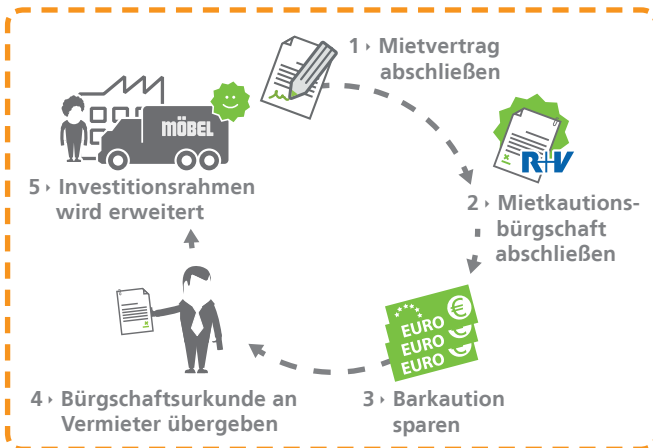 1 › Mietvertrag
abschließen
R+V
2 › Mietkautions-
bürgschaft
abschließen
EURO €
EURO
EURO
3 › Barkaution
sparen
4 › Bürgschaftsurkunde an
Vermieter übergeben
5 › Investitionsrahmen
wird erweitert
MÖBEL